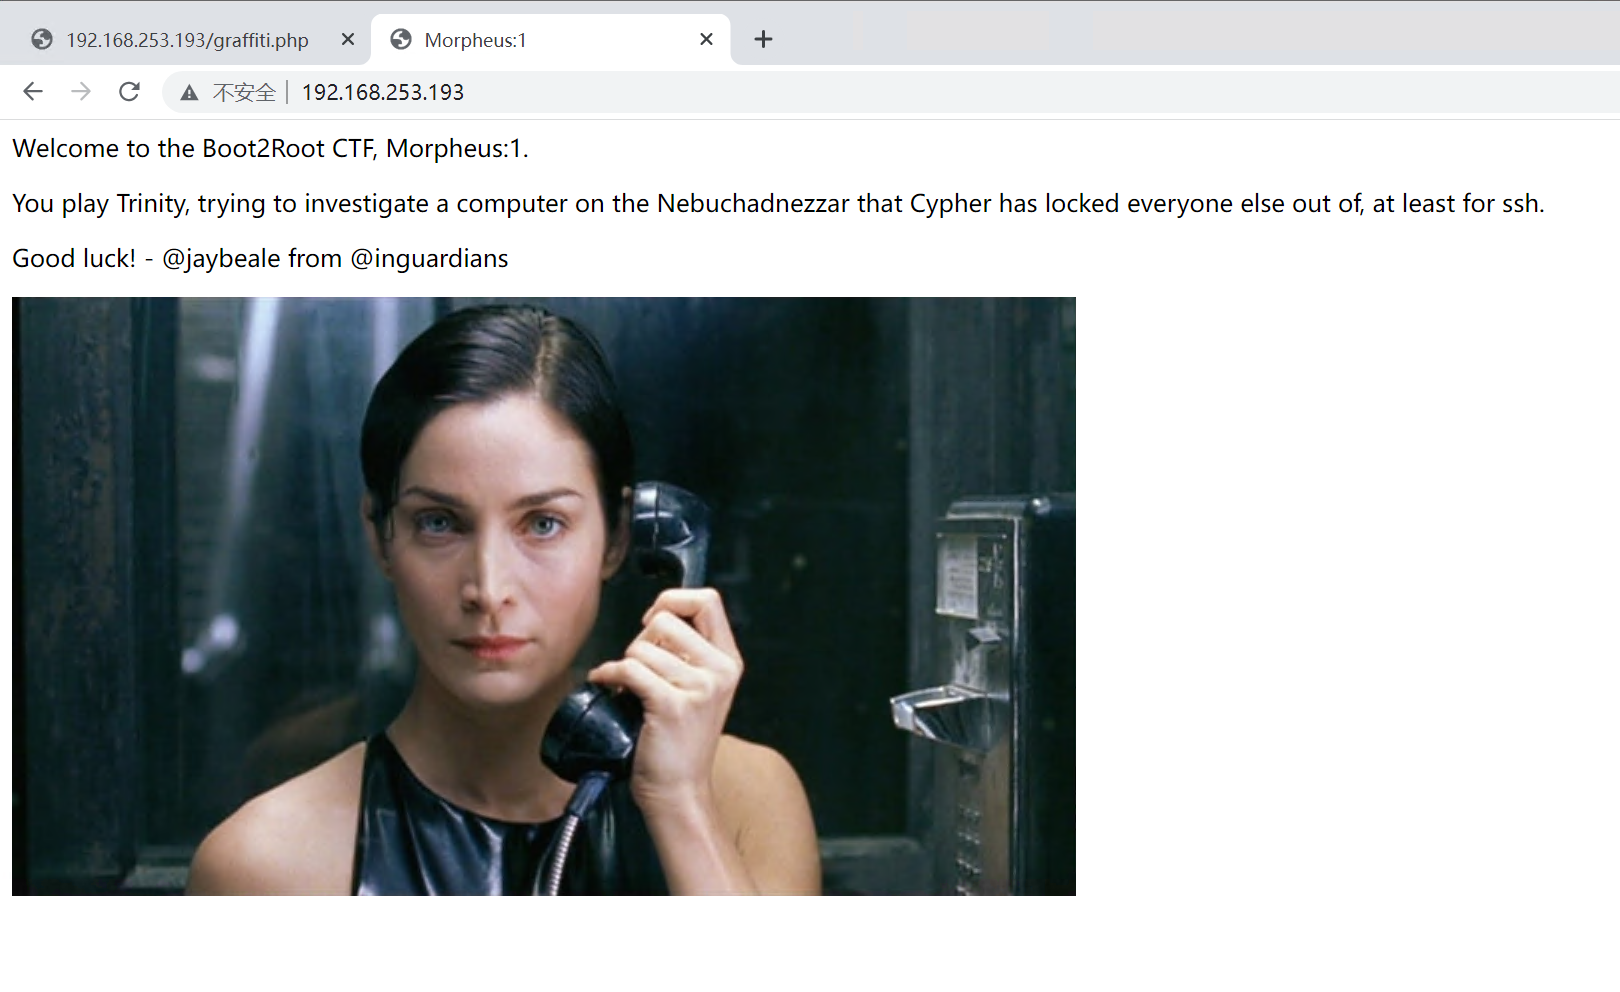 192.168.253.193/graffiti.php
Morpheus:1
不安全
192.168.253.193
Welcome to the Boot2Root CTF, Morpheus:1.
You play Trinity, trying to investigate a computer on the Nebuchadnezzar that Cypher has locked everyone else out of, at least for ssh.
Good luck! - @jaybeale from @inguardians